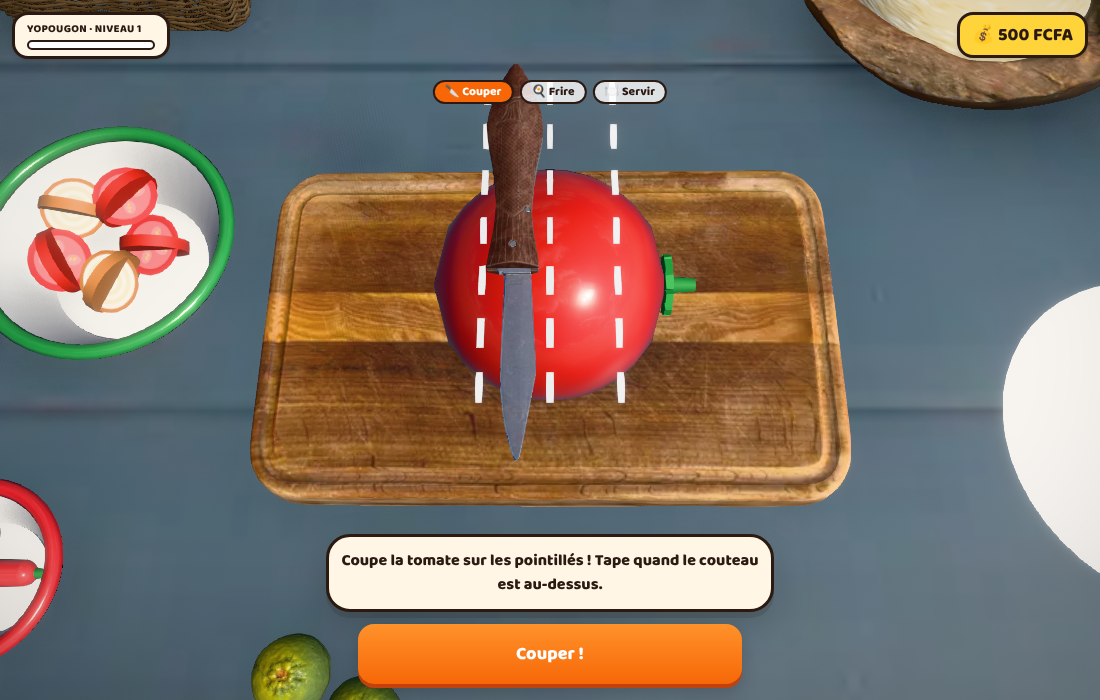 YOPOUGON · NIVEAU 1
💰 500 FCFA
🔪 Couper
🍳 Frire
🍽️ Servir
Coupe la tomate sur les pointillés ! Tape quand le couteau
est au-dessus.
Couper !